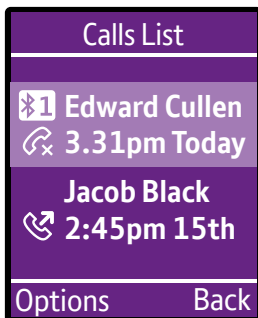 Calls List
1 Edward Cullen
3.31pm Today
Jacob Black
2:45pm 15th
Options Back